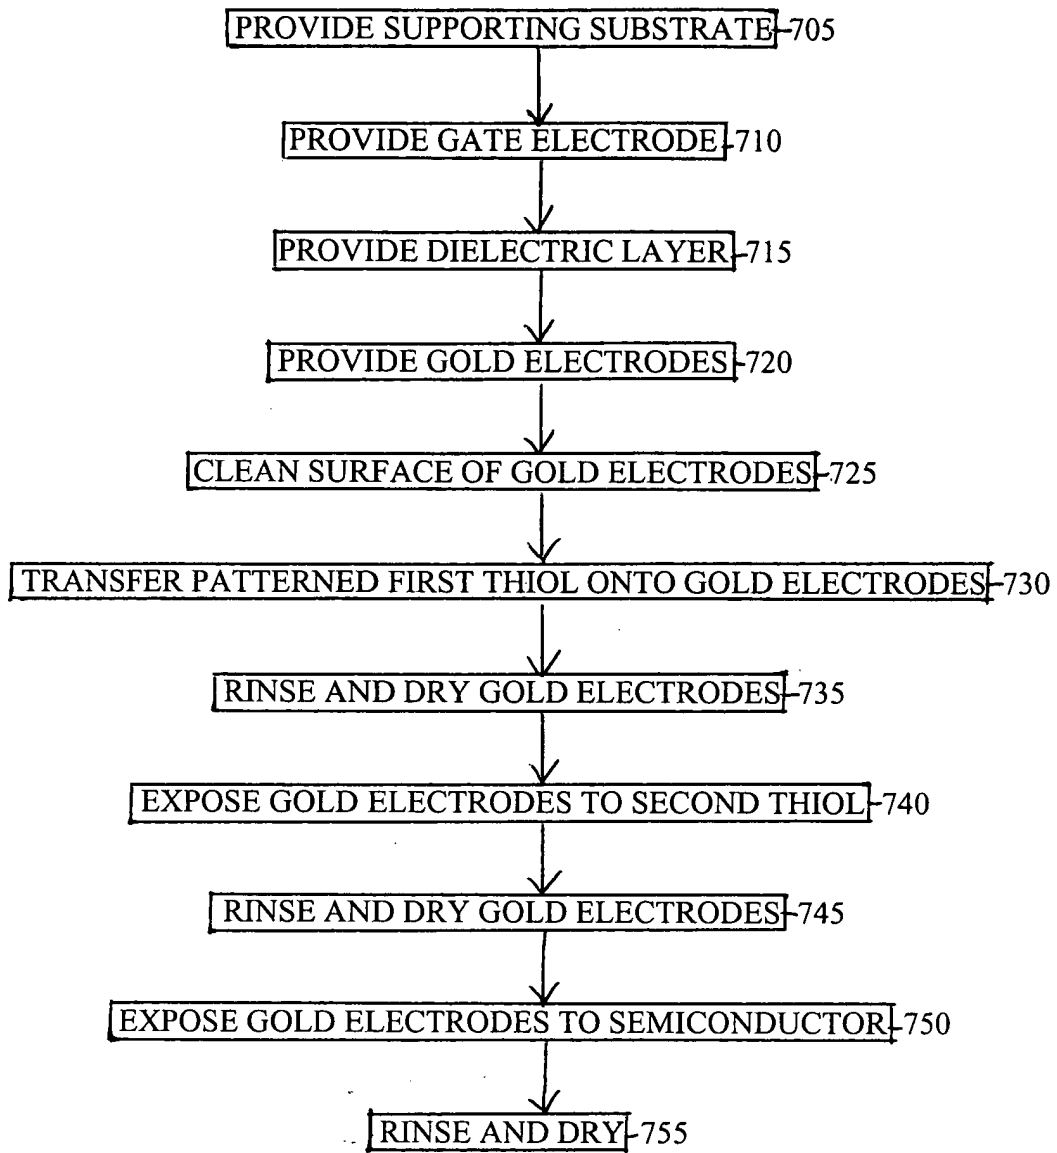 PROVIDE SUPPORTING SUBSTRATE 705
PROVIDE GATE ELECTRODE 710
PROVIDE DIELECTRIC LAYER 715
PROVIDE GOLD ELECTRODES 720
CLEAN SURFACE OF GOLD ELECTRODES 725
TRANSFER PATTERNED FIRST THIOL ONTO GOLD ELECTRODES 730
RINSE AND DRY GOLD ELECTRODES 735
EXPOSE GOLD ELECTRODES TO SECOND THIOL 740
RINSE AND DRY GOLD ELECTRODES 745
EXPOSE GOLD ELECTRODES TO SEMICONDUCTOR 750
RINSE AND DRY 755